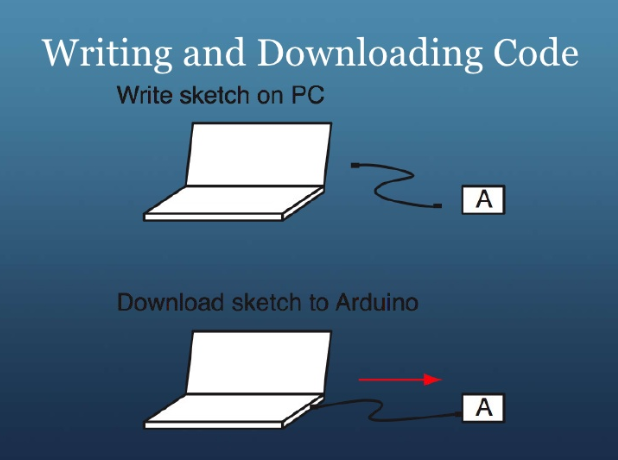 Writing and Downloading Code
Write sketch on PC
A
Download sketch to Arduino
A